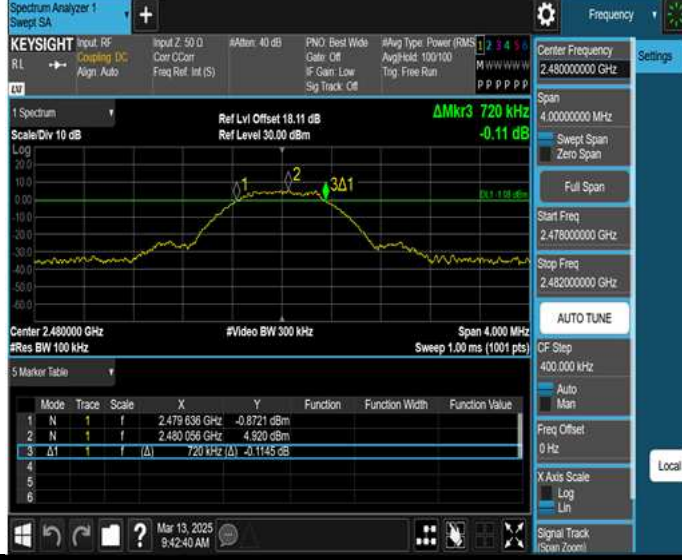 Spectrum Analyzer 1
Swept SA
+
Frequency
KEYSIGHT
RL
LXI
Input: RF
Coupling: DC
Align: Auto
Input Z: 50 Ω
Corr CCorr
Freq Ref: Int (S)
#Atten: 40 dB
PNO: Best Wide
Gate: Off
IF Gain: Low
Sig Track: Off
#Avg Type: Power (RMS
Avg|Hold: 100/100
Trig: Free Run
1 2 3 4 5 6
M W W W W W
P P P P P P
1 Spectrum
Scale/Div 10 dB
Ref Lvl Offset 18.11 dB
Ref Level 30.00 dBm
ΔMkr3 720 kHz
-0.11 dB
Log
20.0
10.0
0.00
-10.0
-20.0
-30.0
-40.0
-50.0
-60.0
1
2
3Δ1
DL1 -1.08 dBm
Center 2.480000 GHz
#Res BW 100 kHz
#Video BW 300 kHz
Span 4.000 MHz
Sweep 1.00 ms (1001 pts)
5 Marker Table
Mode Trace Scale X Y Function Function Width Function Value
1 N 1 f 2.479 636 GHz -0.8721 dBm
2 N 1 f 2.480 056 GHz 4.920 dBm
3 Δ1 1 f (Δ) 720 kHz (Δ) -0.1145 dB
4
5
6
Mar 13, 2025
9:42:40 AM
?
Center Frequency
2.480000000 GHz
Settings
Span
4.00000000 MHz
Swept Span
Zero Span
Full Span
Start Freq
2.478000000 GHz
Stop Freq
2.482000000 GHz
AUTO TUNE
CF Step
400.000 kHz
Auto
Man
Freq Offset
0 Hz
X Axis Scale
Log
Lin
Local
Signal Track
(Span Zoom)